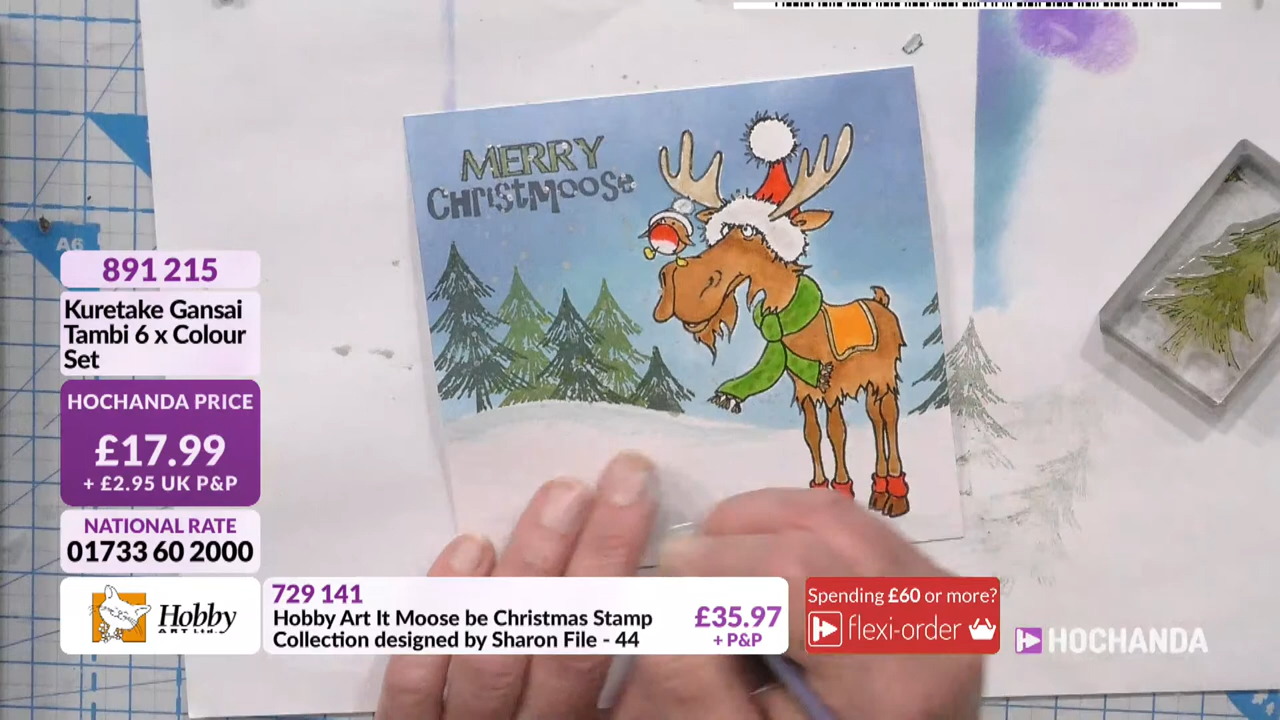 MERRY
ChristMoose
A6
891 215
Kuretake Gansai
Tambi 6 x Colour
Set
HOCHANDA PRICE
£17.99
+ £2.95 UK P&P
NATIONAL RATE
01733 60 2000
Hobby
ART Ltd.
729 141
Hobby Art It Moose be Christmas Stamp
Collection designed by Sharon File - 44
£35.97
+ P&P
Spending £60 or more?
flexi-order
HOCHANDA